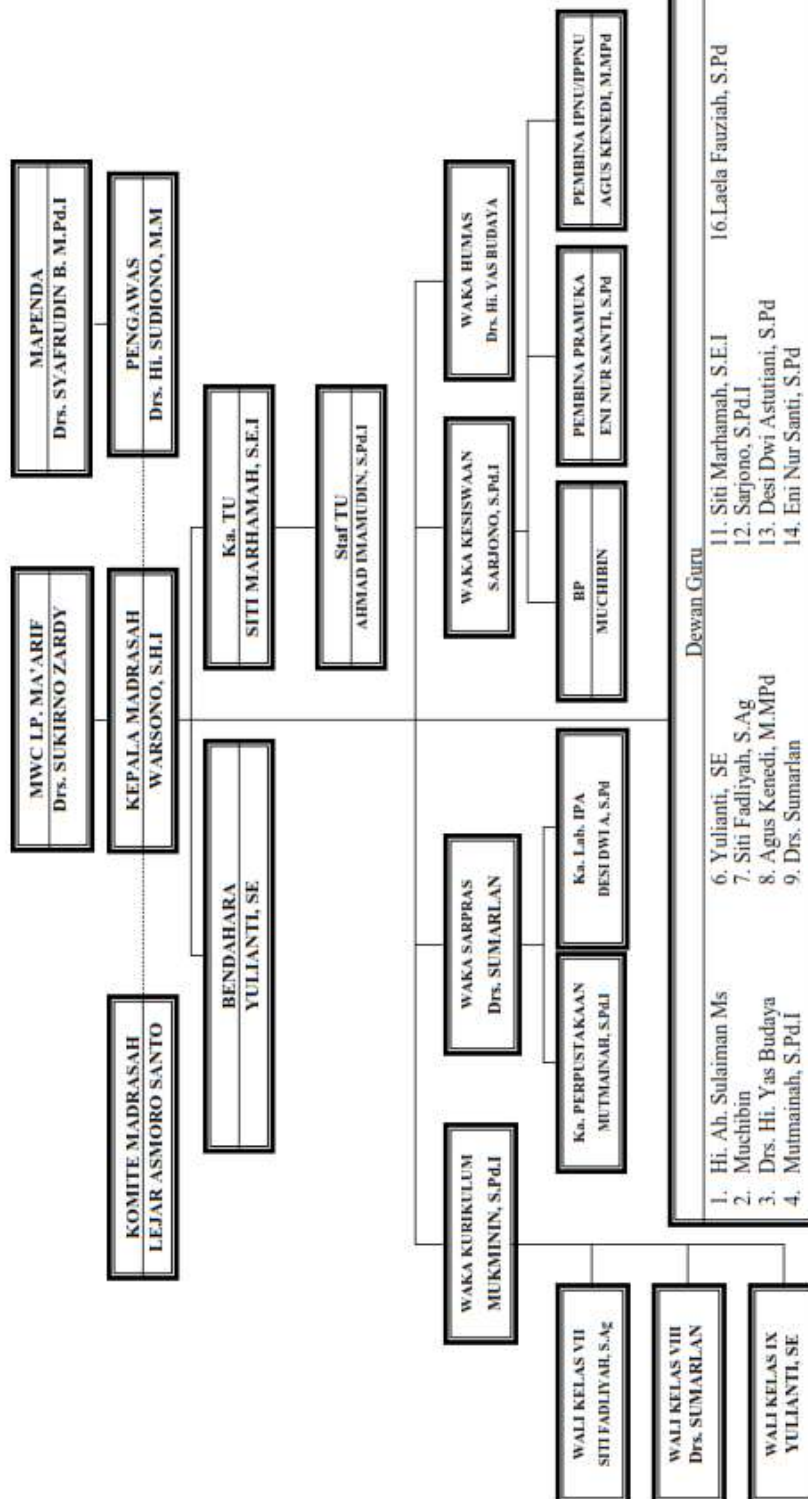 MWC LP. MA'ARIF
Drs. SUKIRNO ZARDY
MAPENDA
Drs. SYAFRUDIN B. M.Pd.I
KOMITE MADRASAH
LEJAR ASMORO SANTO
KEPALA MADRASAH
WARSONO, S.H.I
PENGAWAS
Drs. Hi. SUDIONO, M.M
BENDAHARA
YULIANTI, SE
Ka. TU
SITI MARHAMAH, S.E.I
Staf TU
AHMAD IMAMUDIN, S.Pd.I
WAKA KURIKULUM
MUKMININ, S.Pd.I
WAKA SARPRAS
Drs. SUMARLAN
WAKA KESISWAAN
SARJONO, S.Pd.I
WAKA HUMAS
Drs. Hi. YAS BUDAYA
Ka. PERPUSTAKAAN
MUTMAINAH, S.Pd.I
Ka. Lab. IPA
DESI DWI A, S.Pd
BP
MUCHIBIN
PEMBINA PRAMUKA
ENI NUR SANTI, S.Pd
PEMBINA IPNU/IPPNU
AGUS KENEDI, M.MPd
WALI KELAS VII
SITI FADLIYAH, S.Ag
WALI KELAS VIII
Drs. SUMARLAN
WALI KELAS IX
YULIANTI, SE
Dewan Guru
1. Hi. Ah. Sulaiman Ms
2. Muchibin
3. Drs. Hi. Yas Budaya
4. Mutmainah, S.Pd.I
6. Yulianti, SE
7. Siti Fadliyah, S.Ag
8. Agus Kenedi, M.MPd
9. Drs. Sumarlan
11. Siti Marhamah, S.E.I
12. Sarjono, S.Pd.I
13. Desi Dwi Astutiani, S.Pd
14. Eni Nur Santi, S.Pd
16.Laela Fauziah, S.Pd